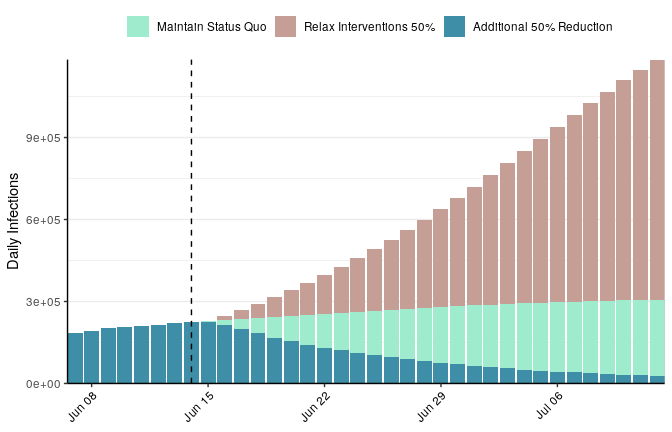 Maintain Status Quo Relax Interventions 50% Additional 50% Reduction
Daily Infections
9e+05
6e+05
3e+05
0e+00
Jun 08 Jun 15 Jun 22 Jun 29 Jul 06